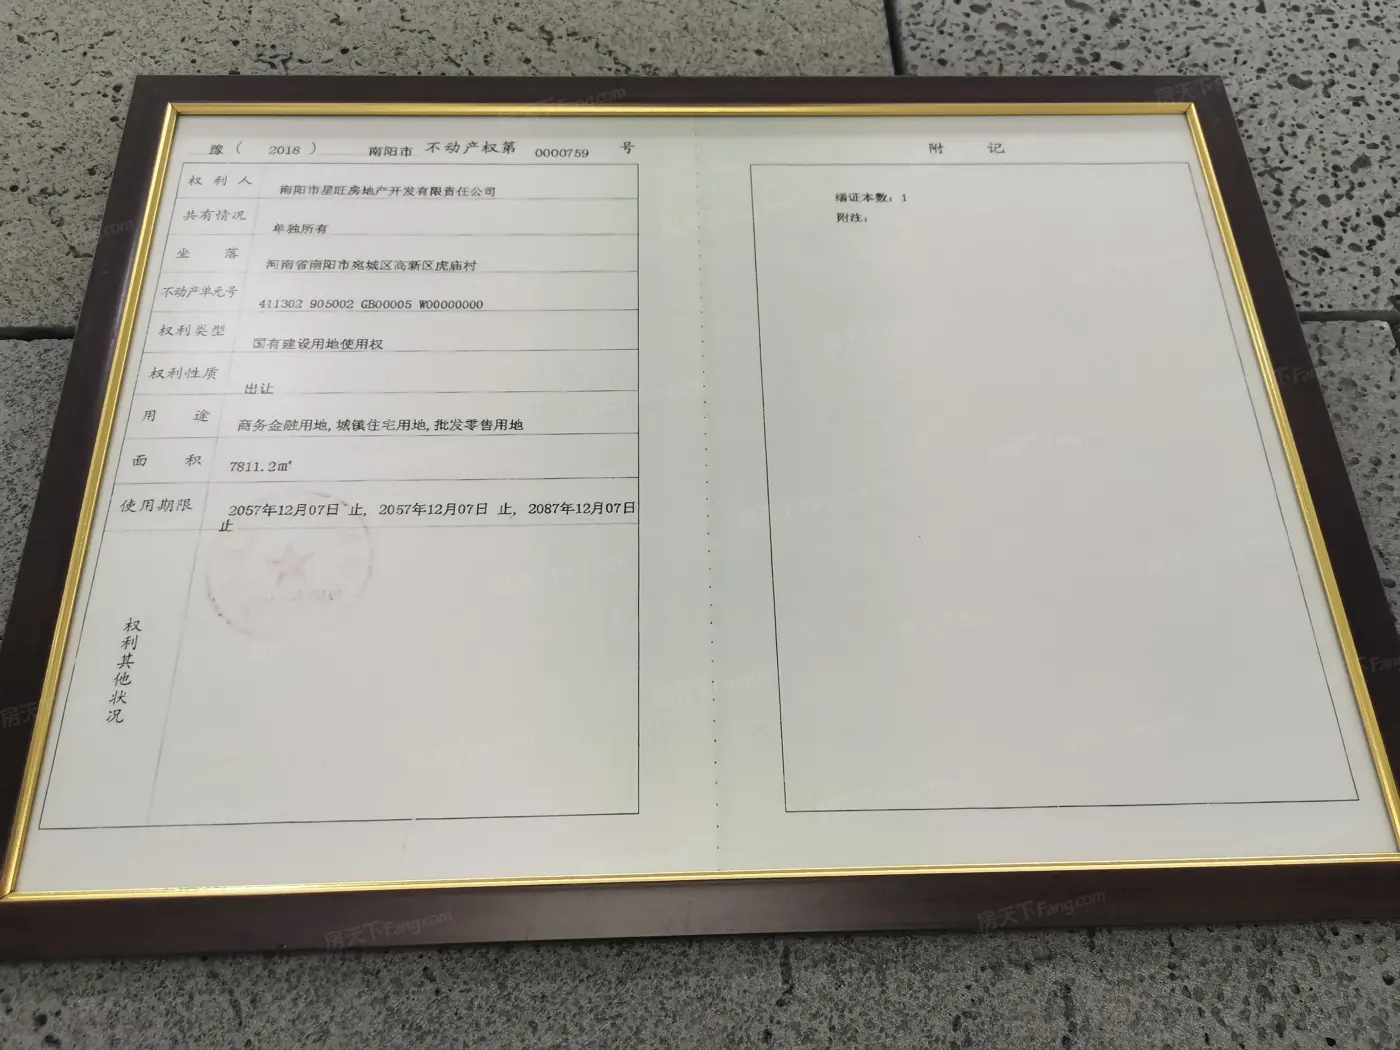 豫（ 2018 ） 南阳市 不动产权第 0000759 号
权利人 南阳市星旺房地产开发有限责任公司
共有情况 单独所有
坐落 河南省南阳市宛城区高新区虎庙村
不动产单元号 411302 905002 GB00005 W00000000
权利类型 国有建设用地使用权
权利性质 出让
用途 商务金融用地,城镇住宅用地,批发零售用地
面积 7811.2㎡
使用期限 2057年12月07日 止, 2057年12月07日 止, 2087年12月07日
止
权利其他状况
附记
缮证本数：1
附注：
房天下Fang.com